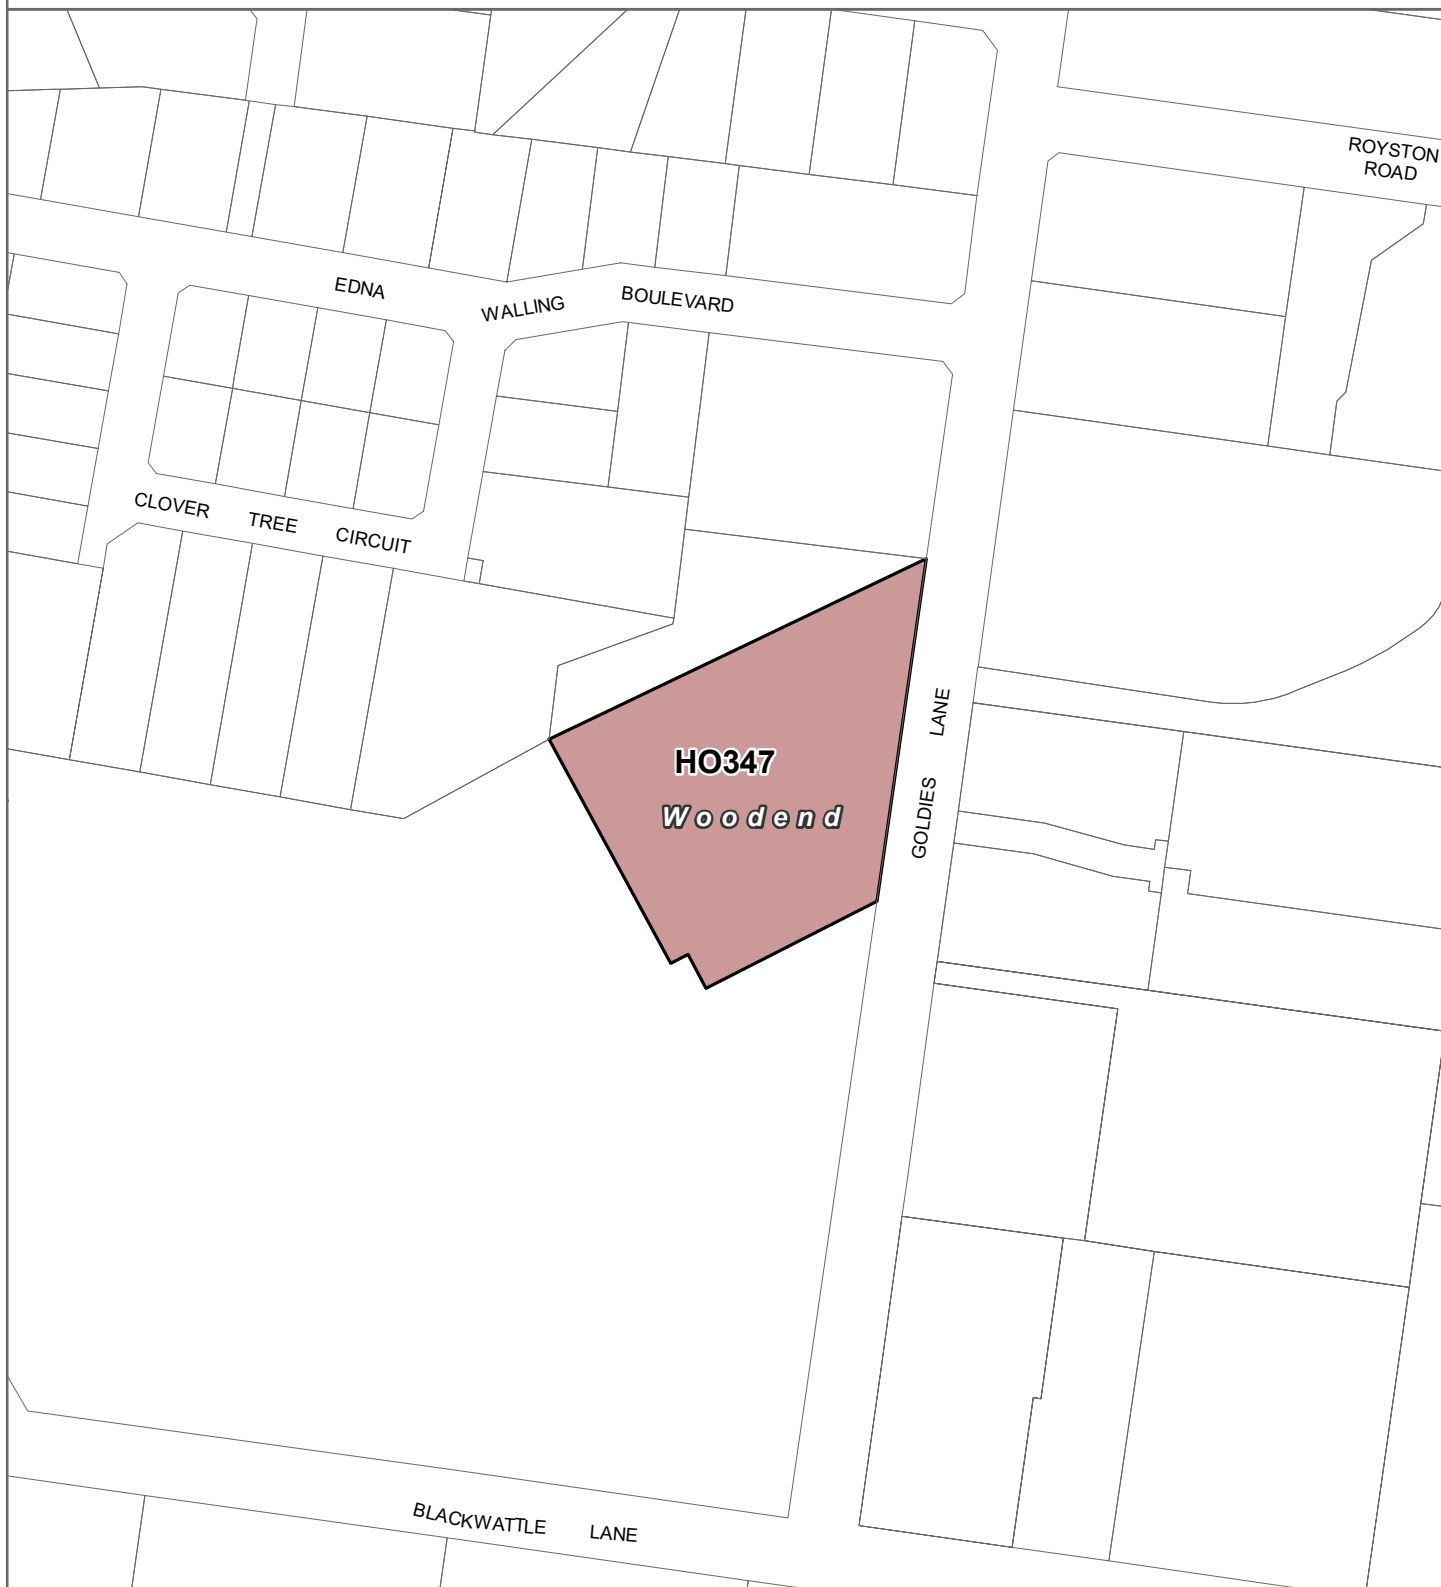 ROYSTON
ROAD
EDNA WALLING BOULEVARD
CLOVER TREE CIRCUIT
GOLDIES LANE
HO347
Woodend
BLACKWATTLE LANE